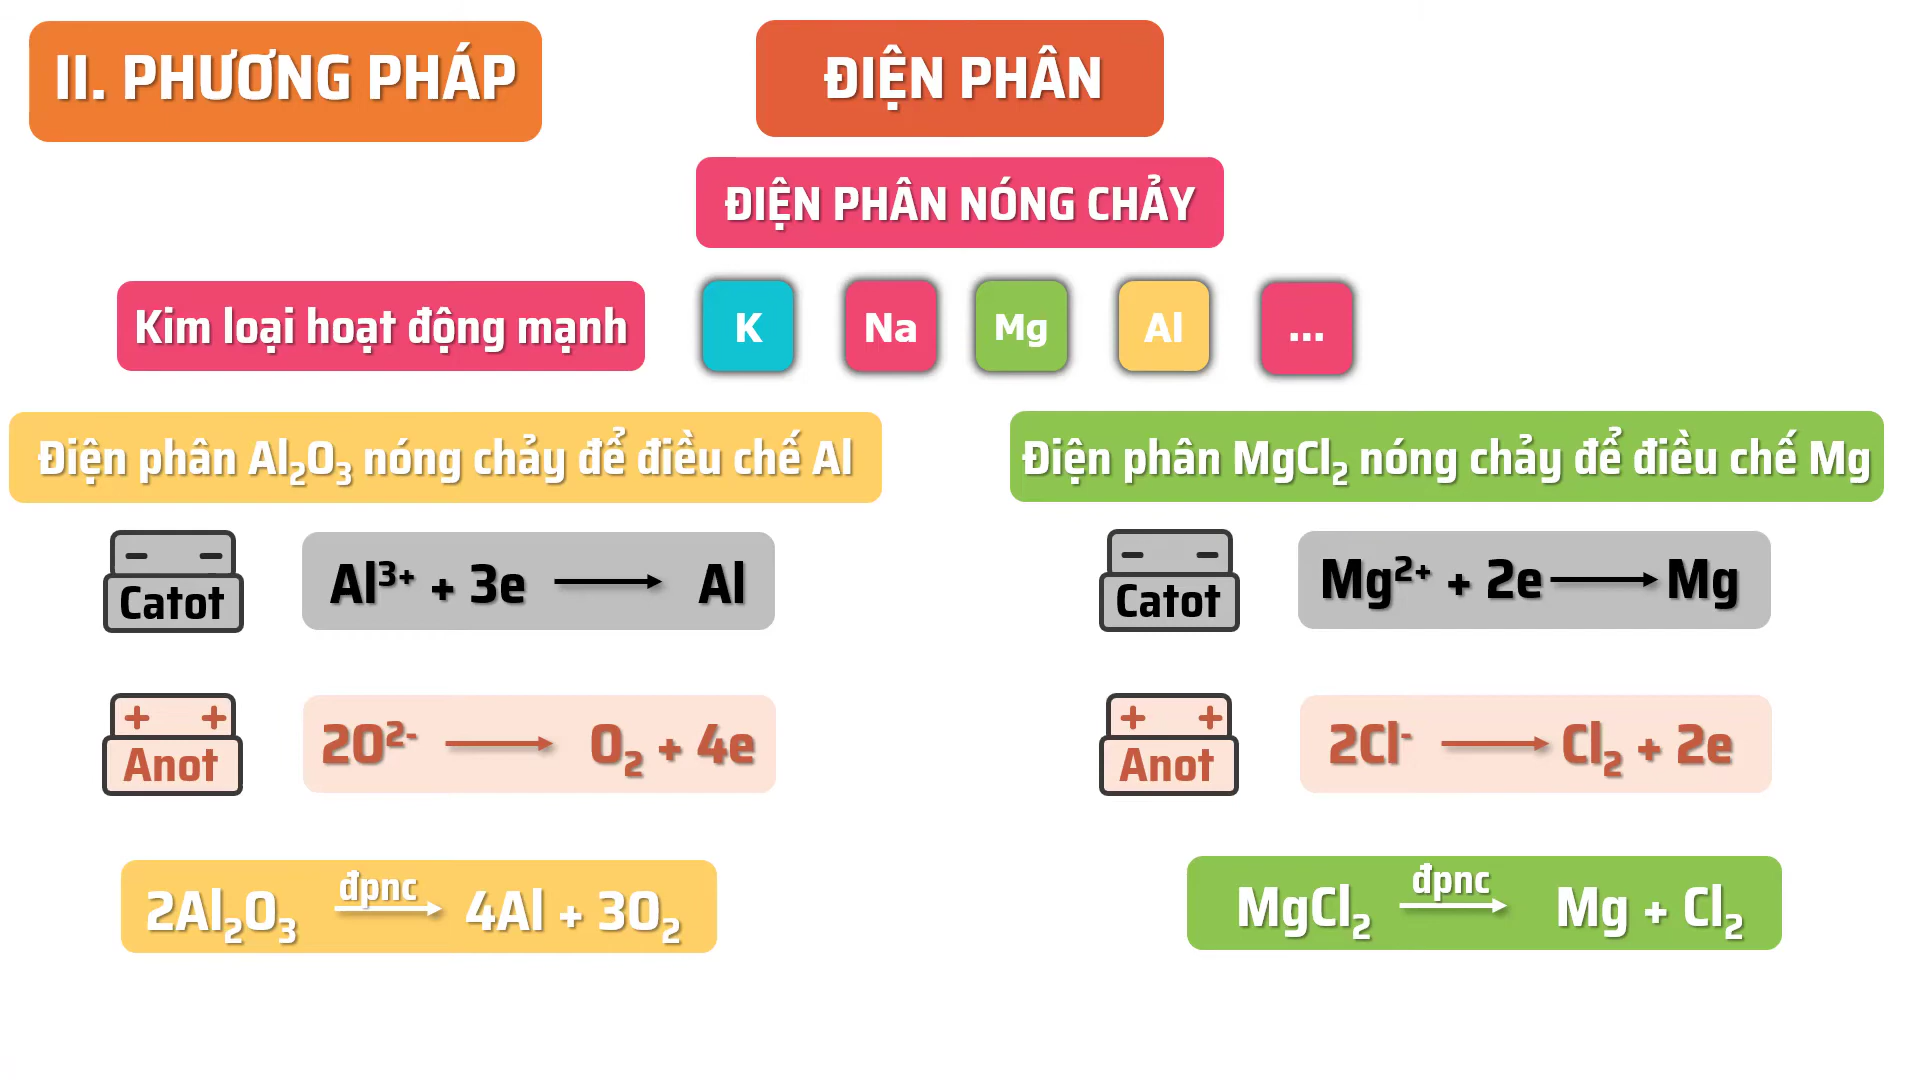 II. PHƯƠNG PHÁP
ĐIỆN PHÂN
ĐIỆN PHÂN NÓNG CHẢY
Kim loại hoạt động mạnh
K
Na
Mg
Al
...
Điện phân Al₂O₃ nóng chảy để điều chế Al
Điện phân MgCl₂ nóng chảy để điều chế Mg
− −
Catot
Al³⁺ + 3e ⟶ Al
− −
Catot
Mg²⁺ + 2e ⟶ Mg
+ +
Anot
2O²⁻ ⟶ O₂ + 4e
+ +
Anot
2Cl⁻ ⟶ Cl₂ + 2e
đpnc
2Al₂O₃ ⟶ 4Al + 3O₂
đpnc
MgCl₂ ⟶ Mg + Cl₂